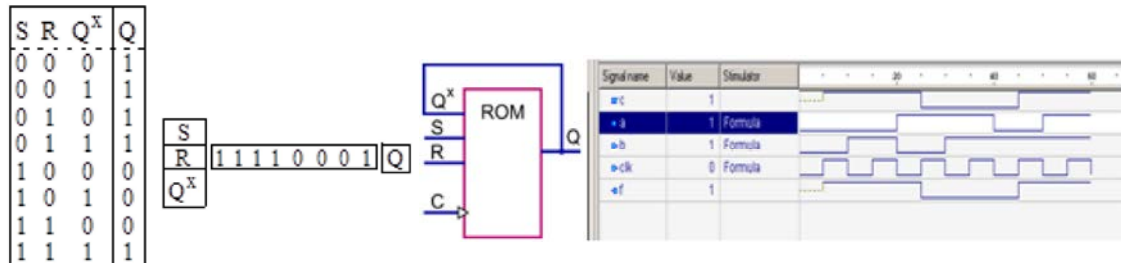 S R Qˣ Q
0 0 0 1
0 0 1 1
0 1 0 1
0 1 1 1
1 0 0 0
1 0 1 0
1 1 0 0
1 1 1 1
S
R 1 1 1 1 0 0 0 1 Q
Qˣ
Qˣ ROM
S
R
Q
C
Signal name Value Stimulator 20 40 60
c 1
a 1 Formula
b 1 Formula
clk 0 Formula
f 1